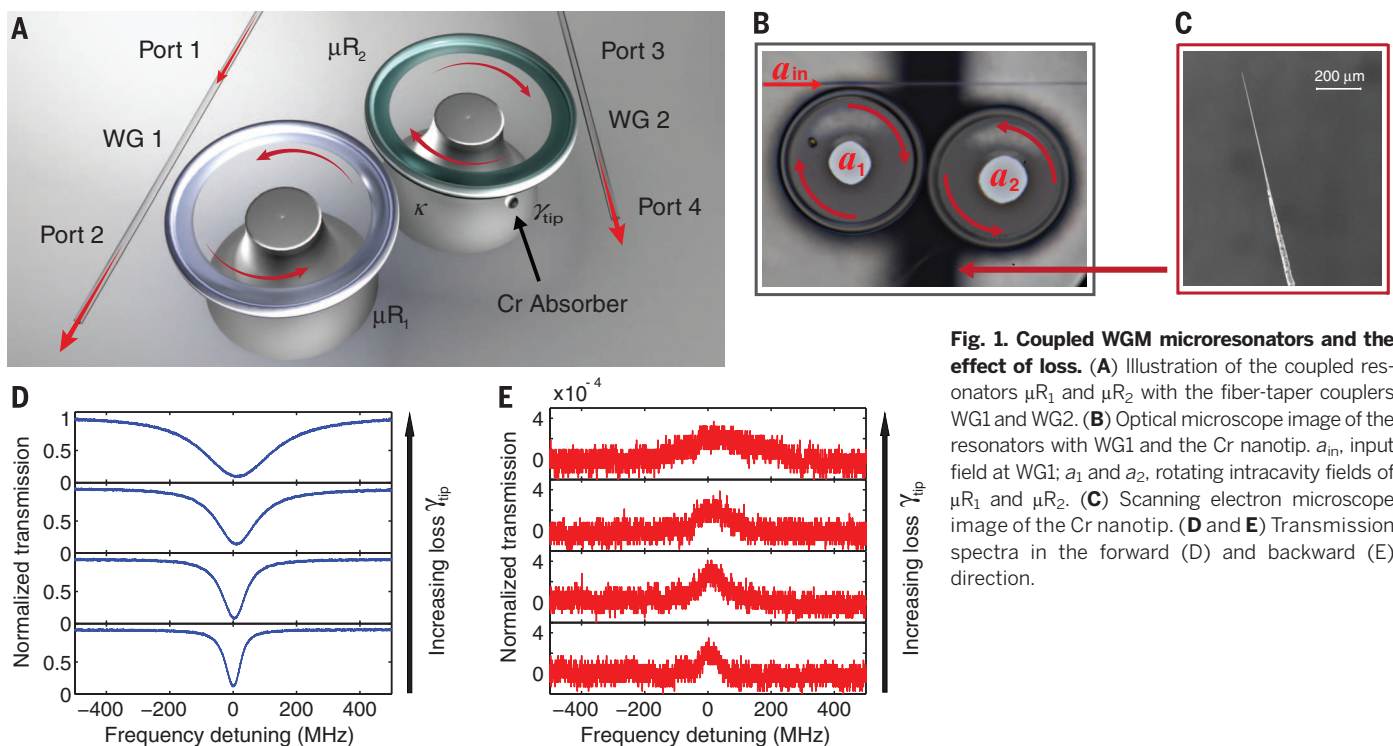 A
Port 1
μR2
Port 3
WG 1
WG 2
κ
γtip
Port 4
Port 2
Cr Absorber
μR1
B
ain
a1
a2
C
200 μm
Fig. 1. Coupled WGM microresonators and the
effect of loss. (A) Illustration of the coupled res-
onators μR1 and μR2 with the fiber-taper couplers
WG1 and WG2. (B) Optical microscope image of the
resonators with WG1 and the Cr nanotip. ain, input
field at WG1; a1 and a2, rotating intracavity fields of
μR1 and μR2. (C) Scanning electron microscope
image of the Cr nanotip. (D and E) Transmission
spectra in the forward (D) and backward (E)
direction.
D
Normalized transmission
1
0.5
0.5
0.5
0.5
0
−400 −200 0 200 400
Frequency detuning (MHz)
Increasing loss γtip
E
×10⁻⁴
Normalized transmission
4
0
4
0
4
0
4
0
−400 −200 0 200 400
Frequency detuning (MHz)
Increasing loss γtip